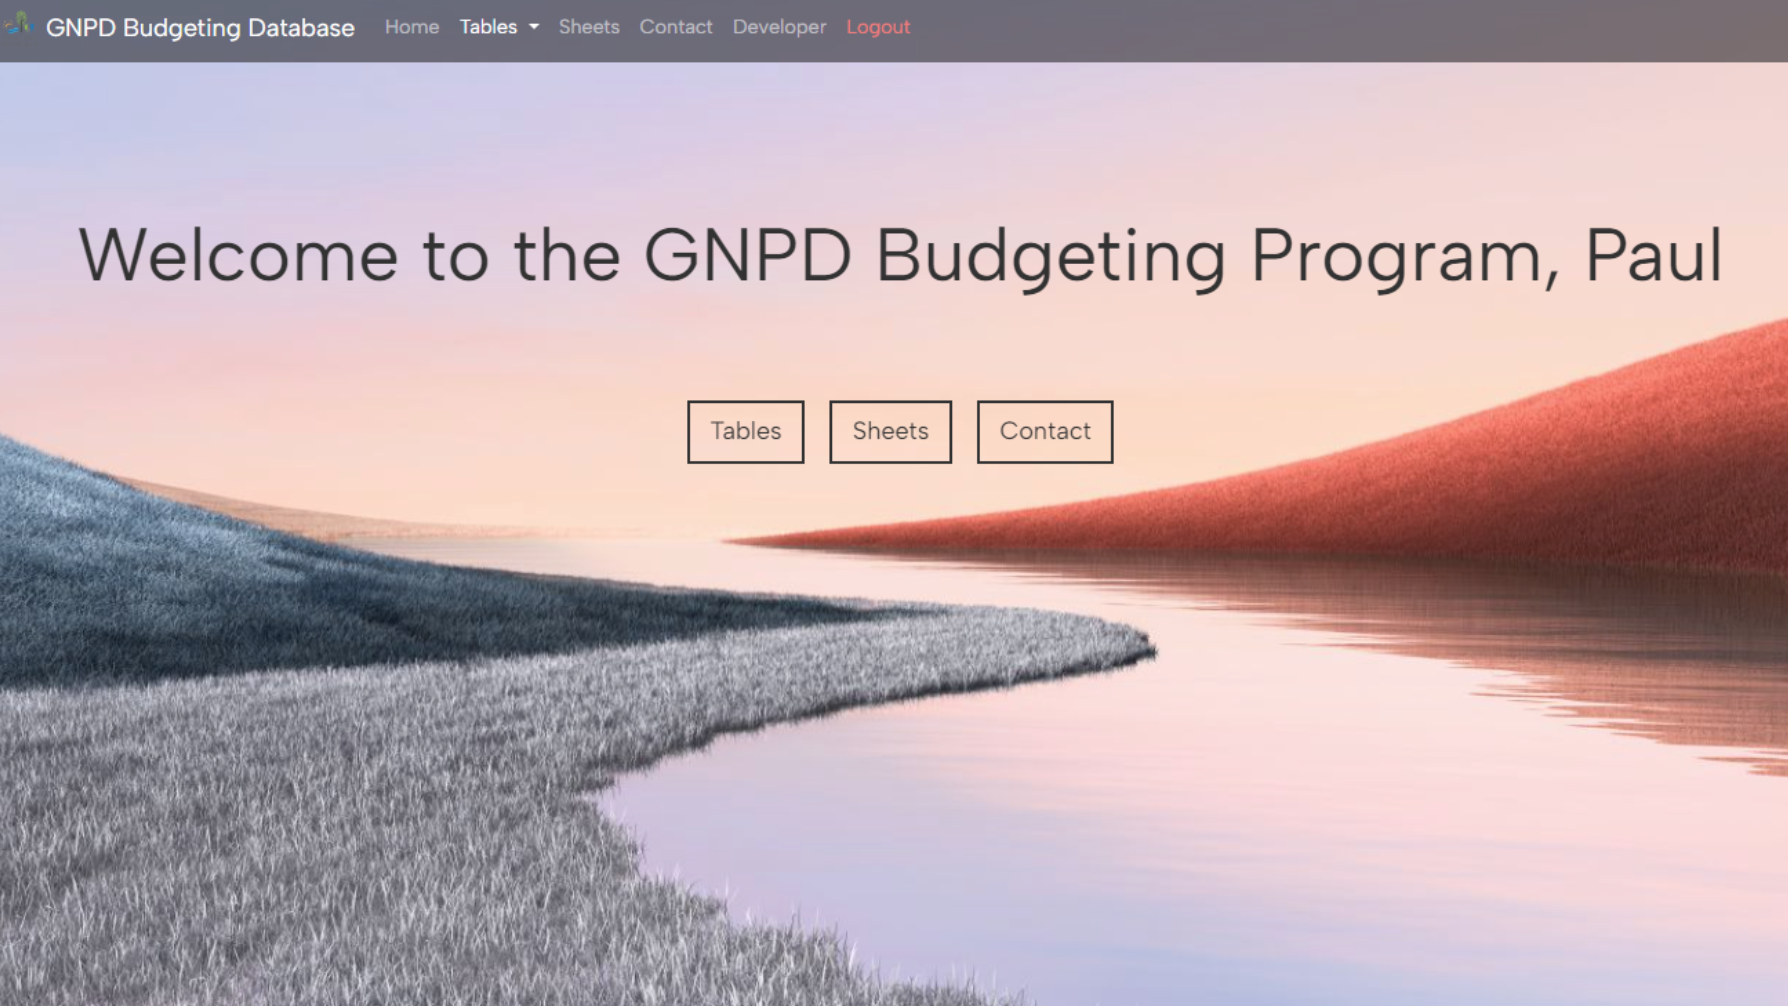 GNPD Budgeting Database Home Tables Sheets Contact Developer Logout
Welcome to the GNPD Budgeting Program, Paul
Tables Sheets Contact